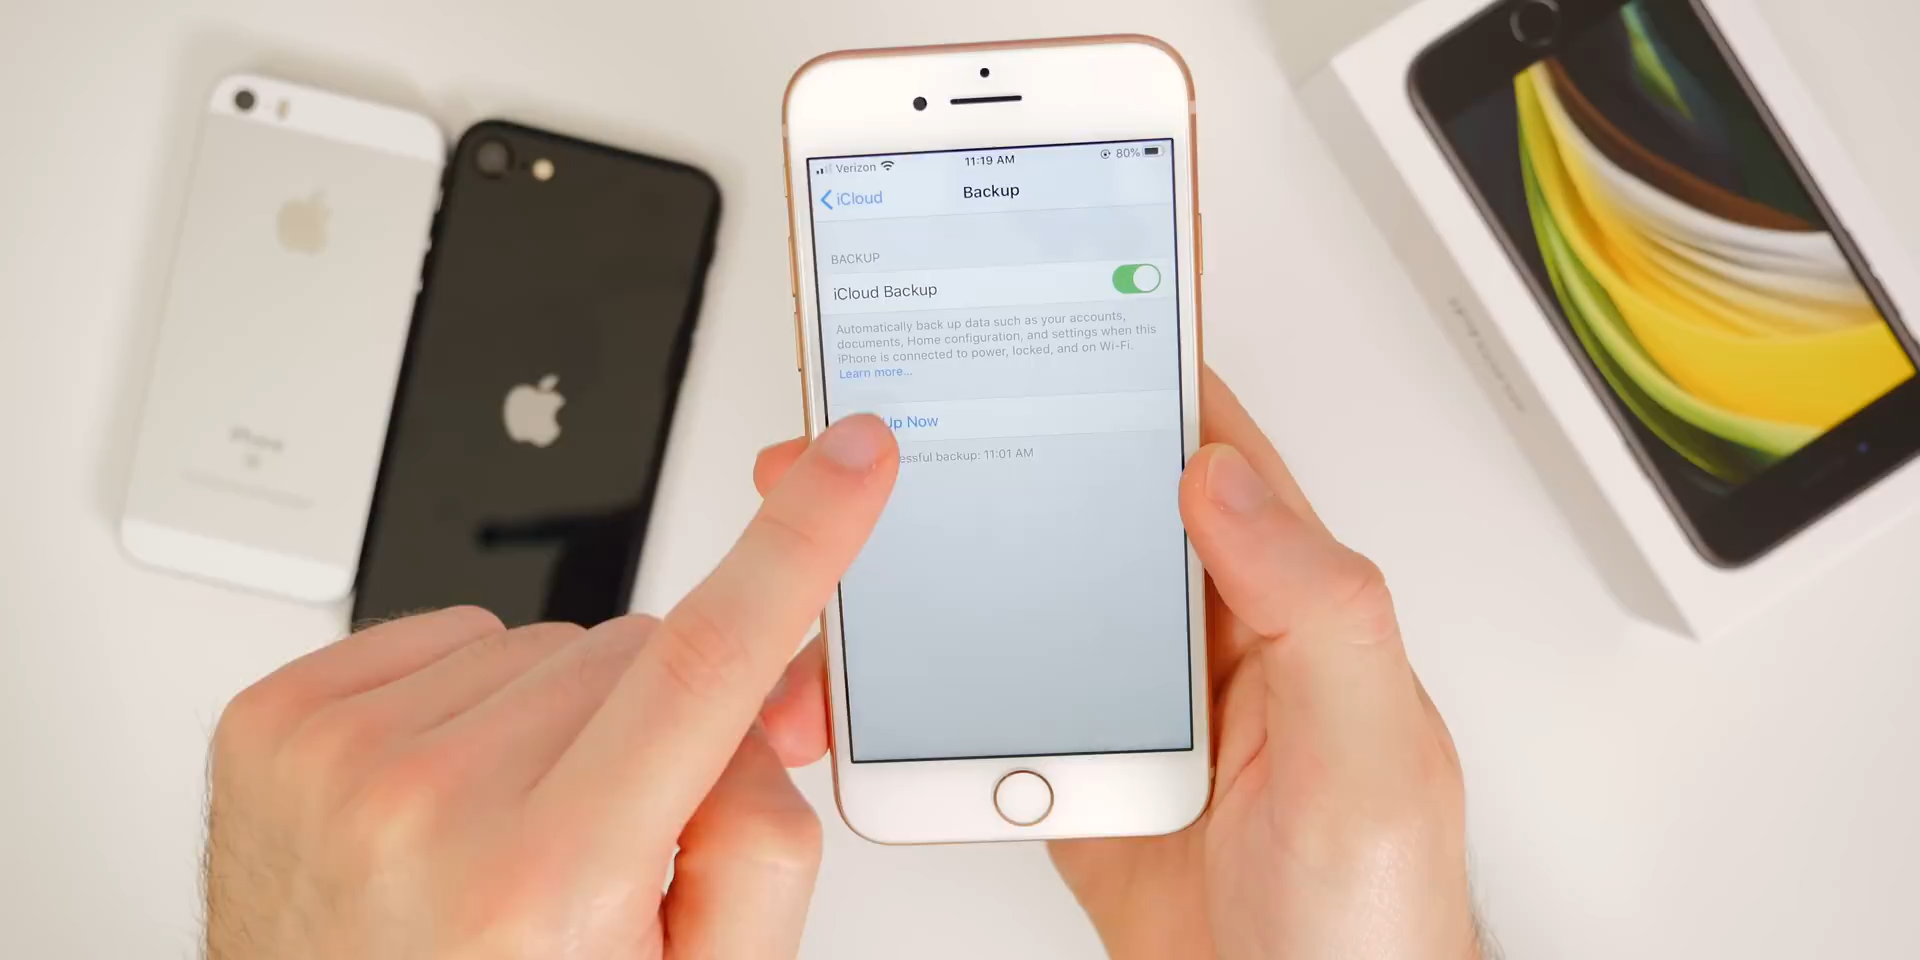 Verizon 11:19 AM 80%
iCloud Backup
BACKUP
iCloud Backup
Automatically back up data such as your accounts,
documents, Home configuration, and settings when this
iPhone is connected to power, locked, and on Wi-Fi.
Learn more...
Up Now
essful backup: 11:01 AM
iPhone
iPhone